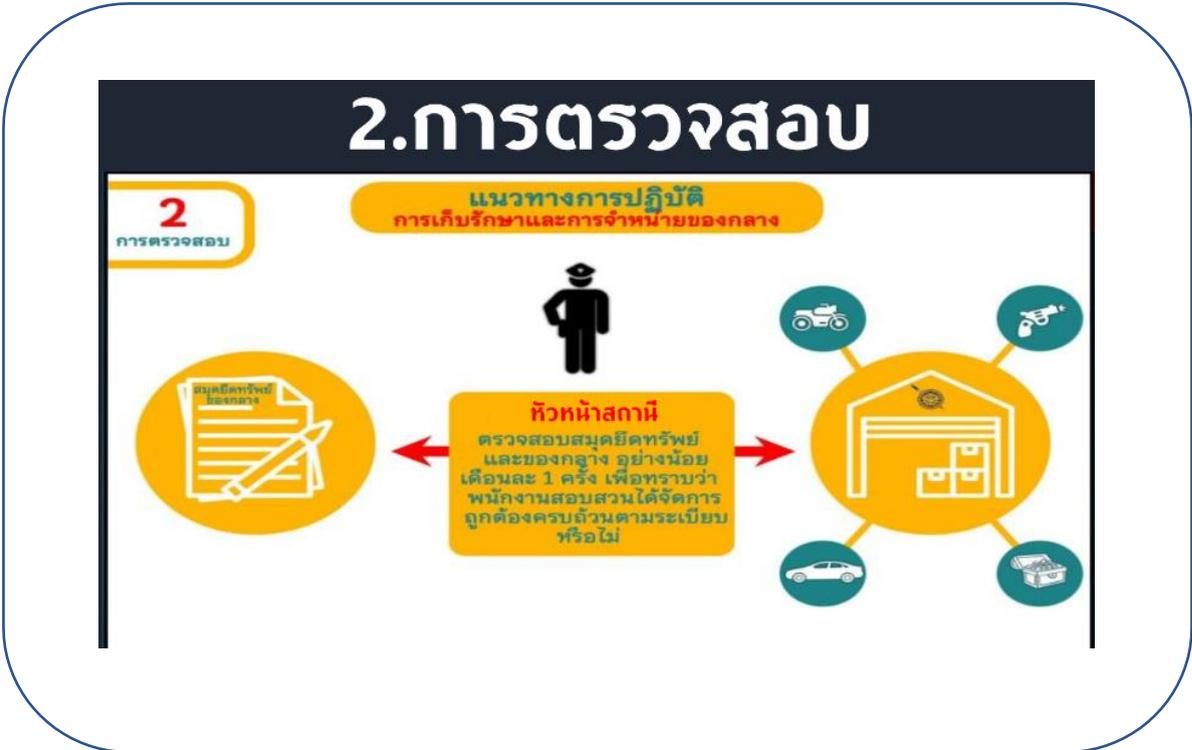 2.การตรวจสอบ
2
การตรวจสอบ
แนวทางการปฏิบัติ
การเก็บรักษาและการจำหน่ายของกลาง
สมุดยึดทรัพย์
ของกลาง
หัวหน้าสถานี
ตรวจสอบสมุดยึดทรัพย์
และของกลาง อย่างน้อย
เดือนละ 1 ครั้ง เพื่อทราบว่า
พนักงานสอบสวนได้จัดการ
ถูกต้องครบถ้วนตามระเบียบ
หรือไม่